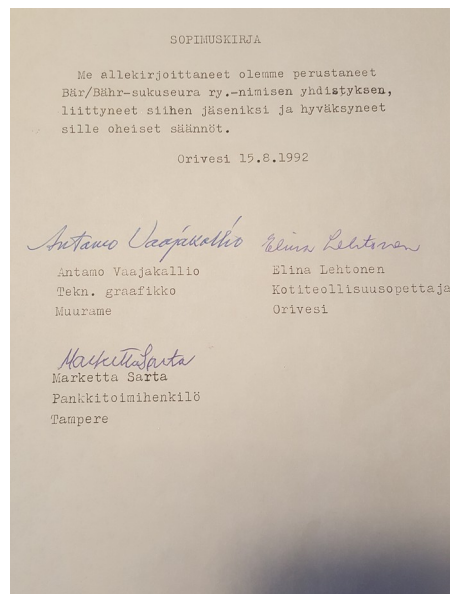 SOPIMUSKIRJA
Me allekirjoittaneet olemme perustaneet
Bär/Bähr-sukuseura ry.-nimisen yhdistyksen,
liittyneet siihen jäseniksi ja hyväksyneet
sille oheiset säännöt.
Orivesi 15.8.1992
Antamo Vaajakallio
Elina Lehtonen
Antamo Vaajakallio
Elina Lehtonen
Tekn. graafikko
Kotiteollisuusopettaja
Muurame
Orivesi
Marketta Sarta
Marketta Sarta
Pankkitoimihenkilö
Tampere